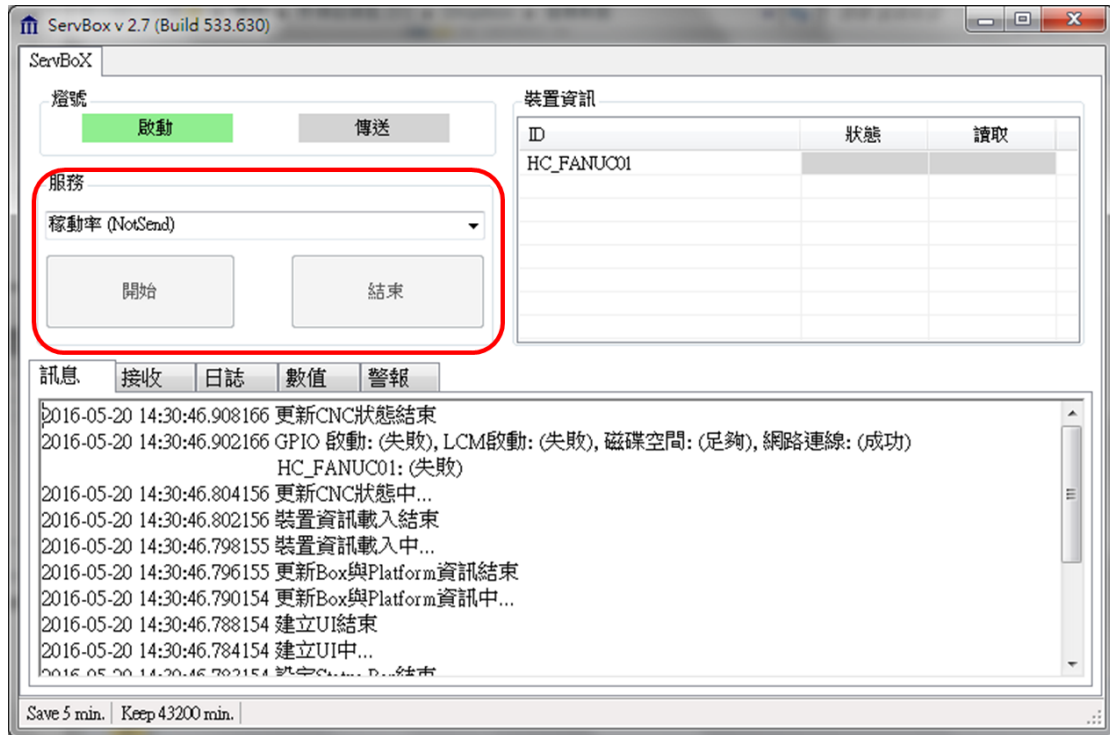 ServBox v 2.7 (Build 533.630)
ServBoX
燈號
啟動 傳送
服務
稼動率 (NotSend)
開始 結束
裝置資訊
ID 狀態 讀取
HC_FANUC01
訊息 接收 日誌 數值 警報
2016-05-20 14:30:46.908166 更新CNC狀態結束
2016-05-20 14:30:46.902166 GPIO 啟動: (失敗), LCM啟動: (失敗), 磁碟空間: (足夠), 網路連線: (成功)
HC_FANUC01: (失敗)
2016-05-20 14:30:46.804156 更新CNC狀態中...
2016-05-20 14:30:46.802156 裝置資訊載入結束
2016-05-20 14:30:46.798155 裝置資訊載入中...
2016-05-20 14:30:46.796155 更新Box與Platform資訊結束
2016-05-20 14:30:46.790154 更新Box與Platform資訊中...
2016-05-20 14:30:46.788154 建立UI結束
2016-05-20 14:30:46.784154 建立UI中...
Save 5 min. Keep 43200 min.